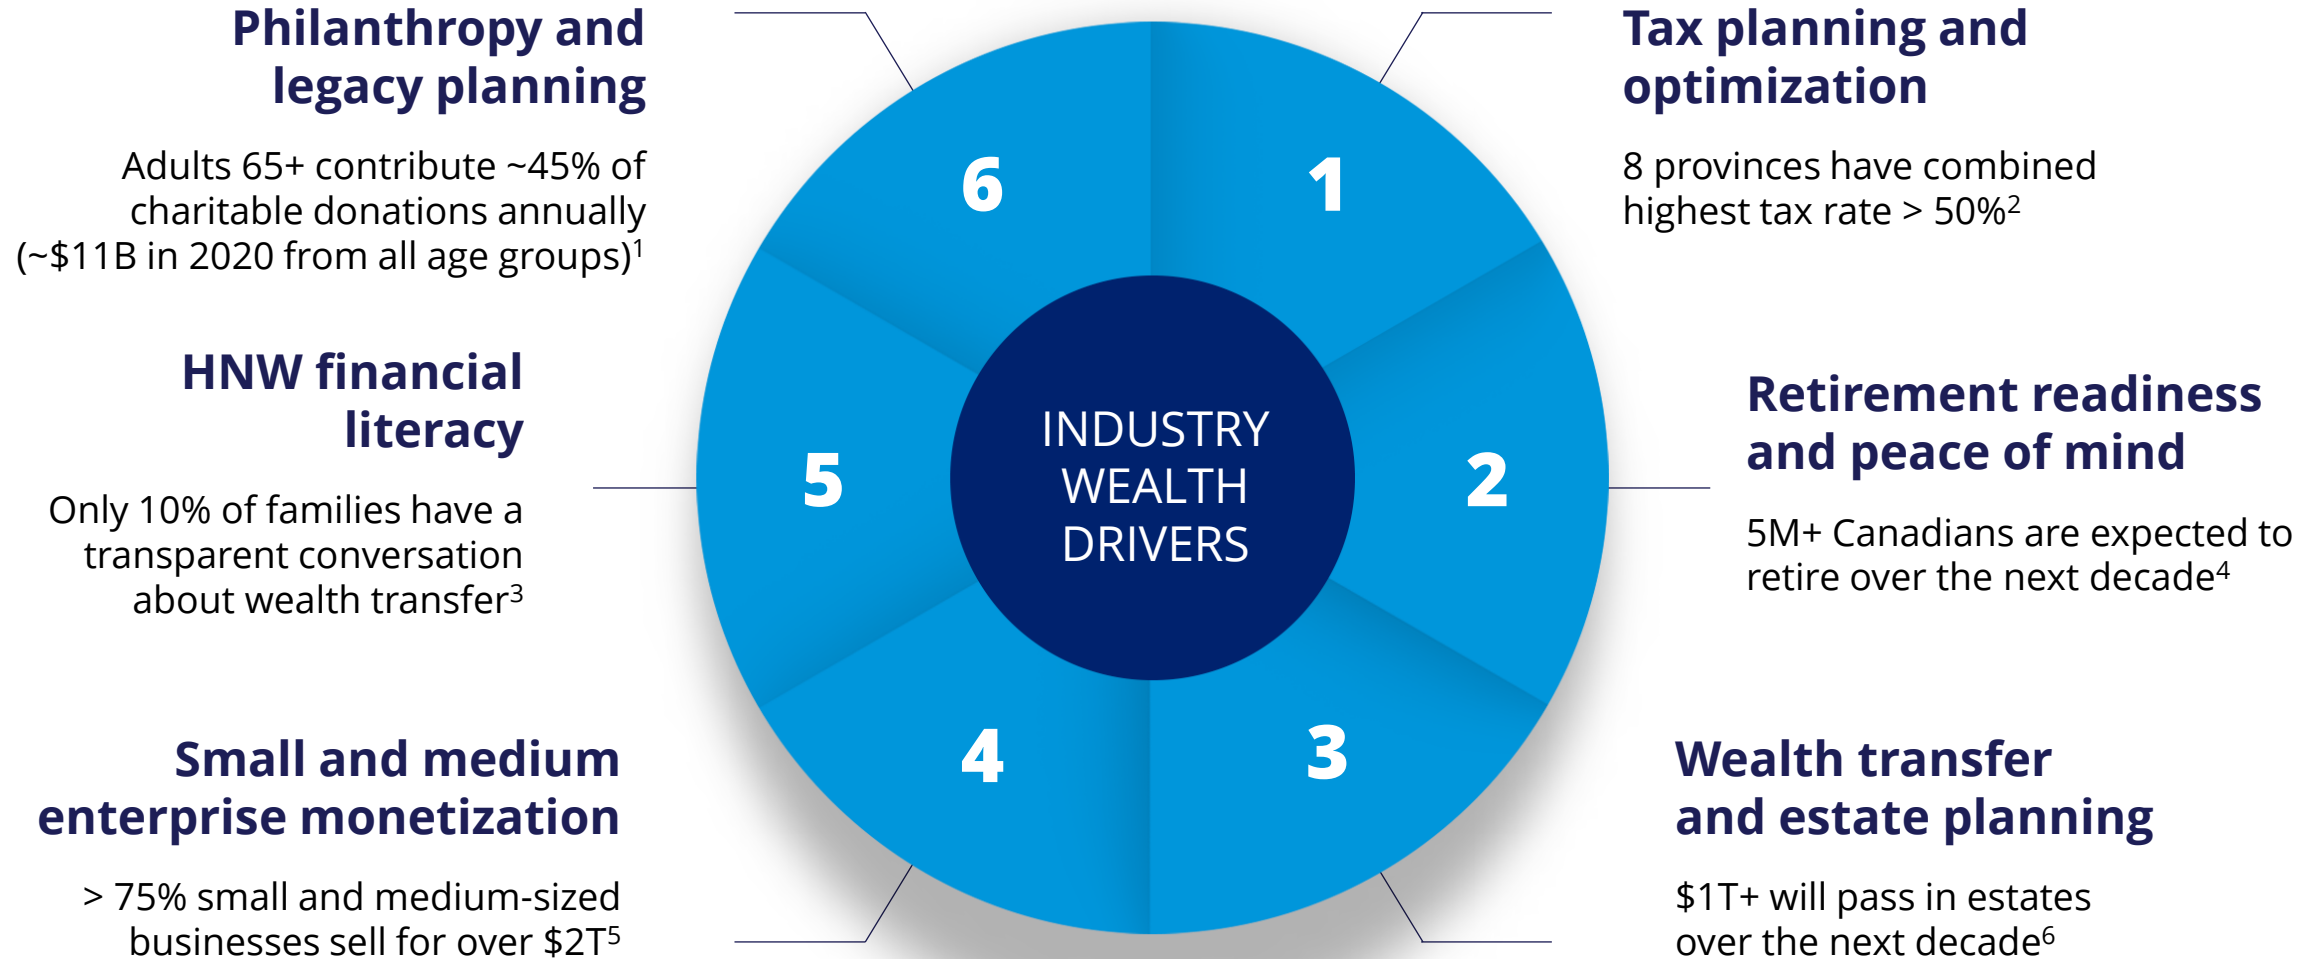 Philanthropy and
legacy planning
Adults 65+ contribute ~45% of
charitable donations annually
(~$11B in 2020 from all age groups)¹
HNW financial
literacy
Only 10% of families have a
transparent conversation
about wealth transfer³
Small and medium
enterprise monetization
> 75% small and medium-sized
businesses sell for over $2T⁵
6
1
5
INDUSTRY
WEALTH
DRIVERS
2
4
3
Tax planning and
optimization
8 provinces have combined
highest tax rate > 50%²
Retirement readiness
and peace of mind
5M+ Canadians are expected to
retire over the next decade⁴
Wealth transfer
and estate planning
$1T+ will pass in estates
over the next decade⁶